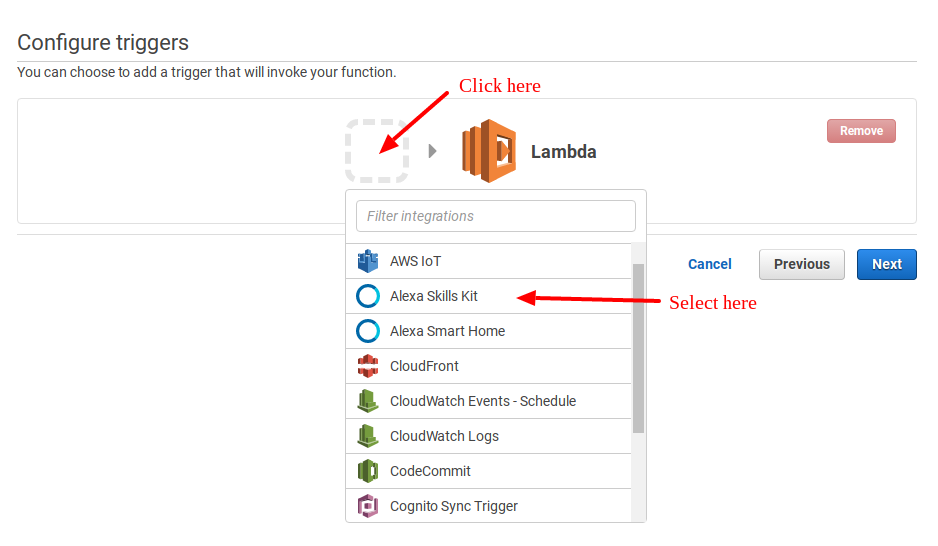 Configure triggers
You can choose to add a trigger that will invoke your function.
Click here
Lambda
Remove
Filter integrations
AWS IoT
Cancel
Previous
Next
Alexa Skills Kit
Select here
Alexa Smart Home
CloudFront
CloudWatch Events - Schedule
CloudWatch Logs
CodeCommit
Cognito Sync Trigger